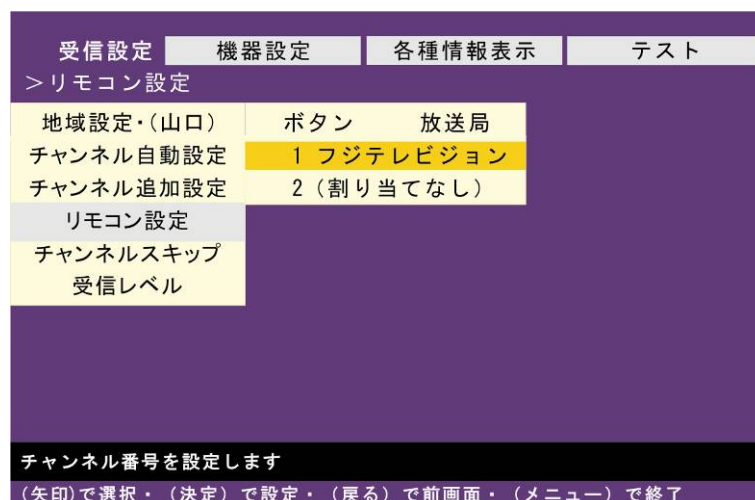 受信設定 機器設定 各種情報表示 テスト
＞リモコン設定
地域設定・(山口) ボタン 放送局
チャンネル自動設定 1 フジテレビジョン
チャンネル追加設定 2 (割り当てなし)
リモコン設定
チャンネルスキップ
受信レベル
チャンネル番号を設定します
(矢印)で選択・(決定)で設定・(戻る)で前画面・(メニュー)で終了